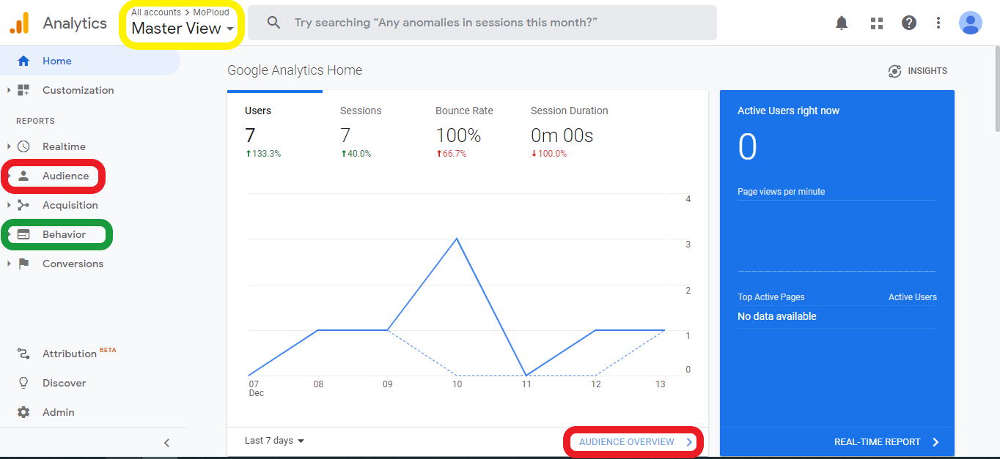 Analytics
All accounts > MoPloud
Master View
Try searching “Any anomalies in sessions this month?”
Home
Customization
REPORTS
Realtime
Audience
Acquisition
Behavior
Conversions
Attribution BETA
Discover
Admin
Google Analytics Home
INSIGHTS
Users
7
133.3%
Sessions
7
40.0%
Bounce Rate
100%
66.7%
Session Duration
0m 00s
100.0%
4
3
2
1
0
07 08 09 10 11 12 13
Dec
Last 7 days
AUDIENCE OVERVIEW
Active Users right now
0
Page views per minute
Top Active Pages Active Users
No data available
REAL-TIME REPORT